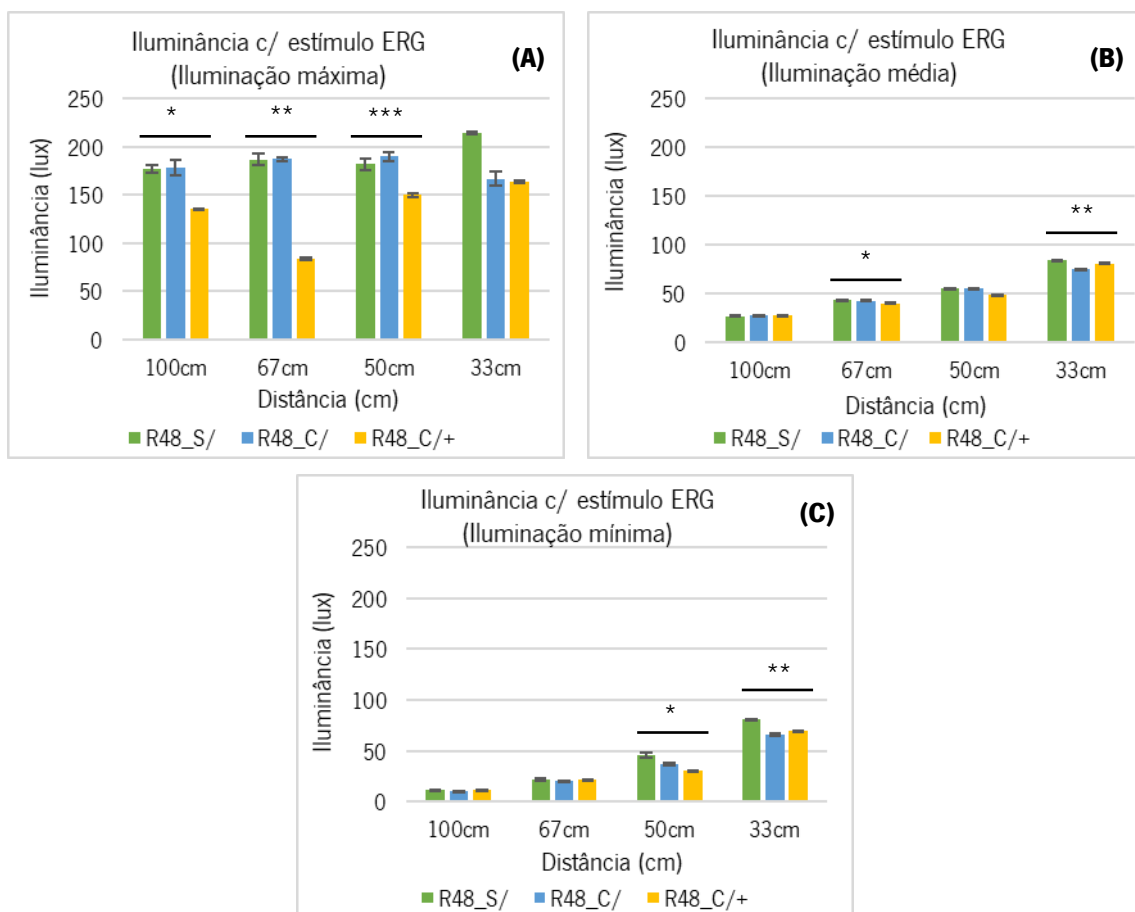 Iluminância c/ estímulo ERG
(Iluminação máxima)
(A)
Iluminância (lux)
250
200
150
100
50
0
*
**
***
100cm
67cm
50cm
33cm
Distância (cm)
R48_S/
R48_C/
R48_C/+
Iluminância c/ estímulo ERG
(Iluminação média)
(B)
Iluminância (lux)
250
200
150
100
50
0
*
**
100cm
67cm
50cm
33cm
Distância (cm)
R48_S/
R48_C/
R48_C/+
Iluminância c/ estímulo ERG
(Iluminação mínima)
(C)
Iluminância (lux)
250
200
150
100
50
0
*
**
100cm
67cm
50cm
33cm
Distância (cm)
R48_S/
R48_C/
R48_C/+